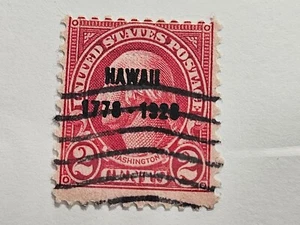 UNITED STATES POSTAGE
HAWAII
1778 - 1928
WASHINGTON
2 2